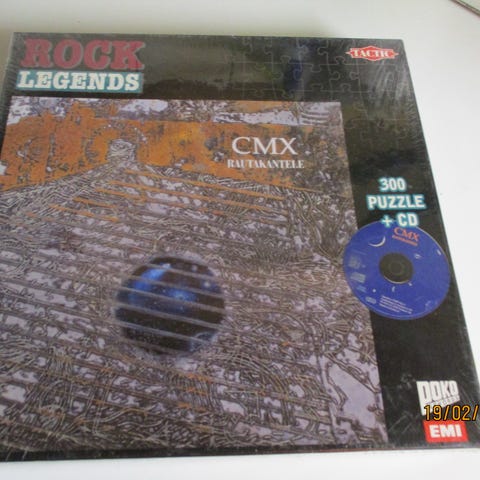 ROCK
LEGENDS
TACTIC
CMX
RAUTAKANTELE
300
PUZZLE
+ CD
CMX
POKO
EMI
19/02/